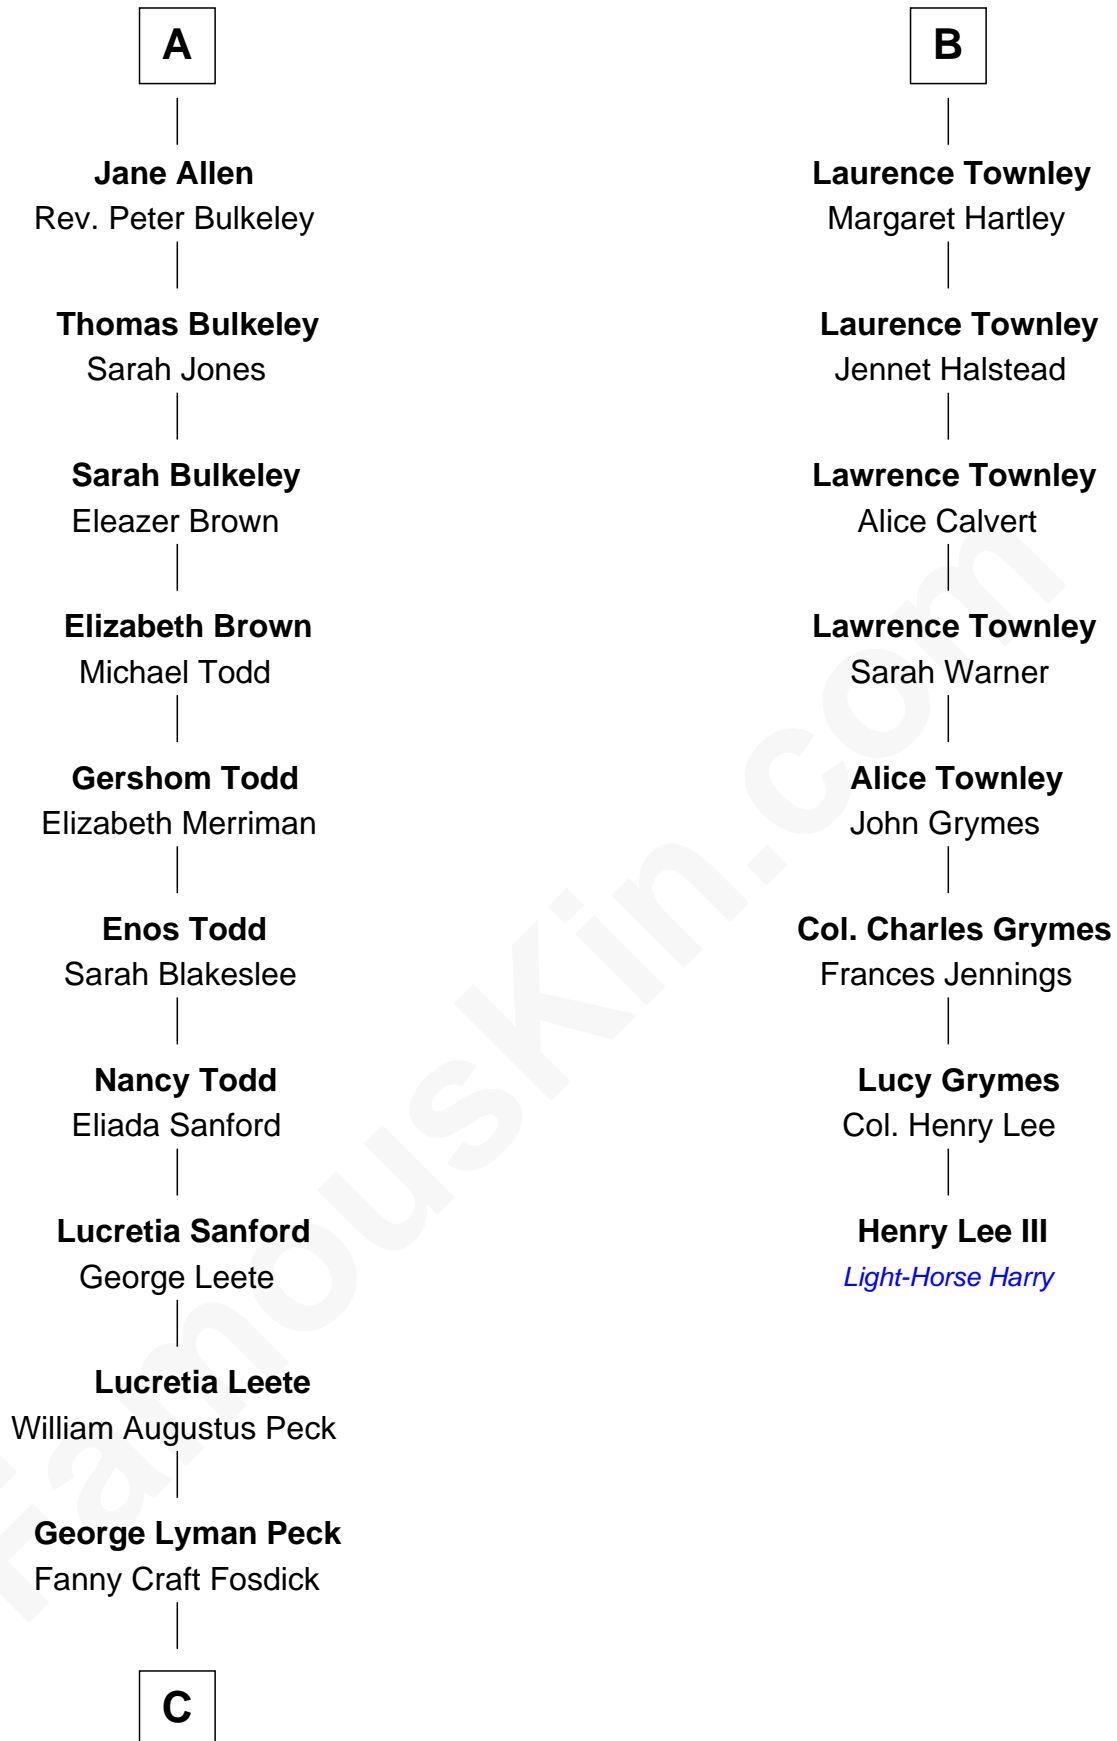 A
Jane Allen
Rev. Peter Bulkeley
Thomas Bulkeley
Sarah Jones
Sarah Bulkeley
Eleazer Brown
Elizabeth Brown
Michael Todd
Gershom Todd
Elizabeth Merriman
Enos Todd
Sarah Blakeslee
Nancy Todd
Eliada Sanford
Lucretia Sanford
George Leete
Lucretia Leete
William Augustus Peck
George Lyman Peck
Fanny Craft Fosdick
C
B
Laurence Townley
Margaret Hartley
Laurence Townley
Jennet Halstead
Lawrence Townley
Alice Calvert
Lawrence Townley
Sarah Warner
Alice Townley
John Grymes
Col. Charles Grymes
Frances Jennings
Lucy Grymes
Col. Henry Lee
Henry Lee III
Light-Horse Harry
FamousKin.com